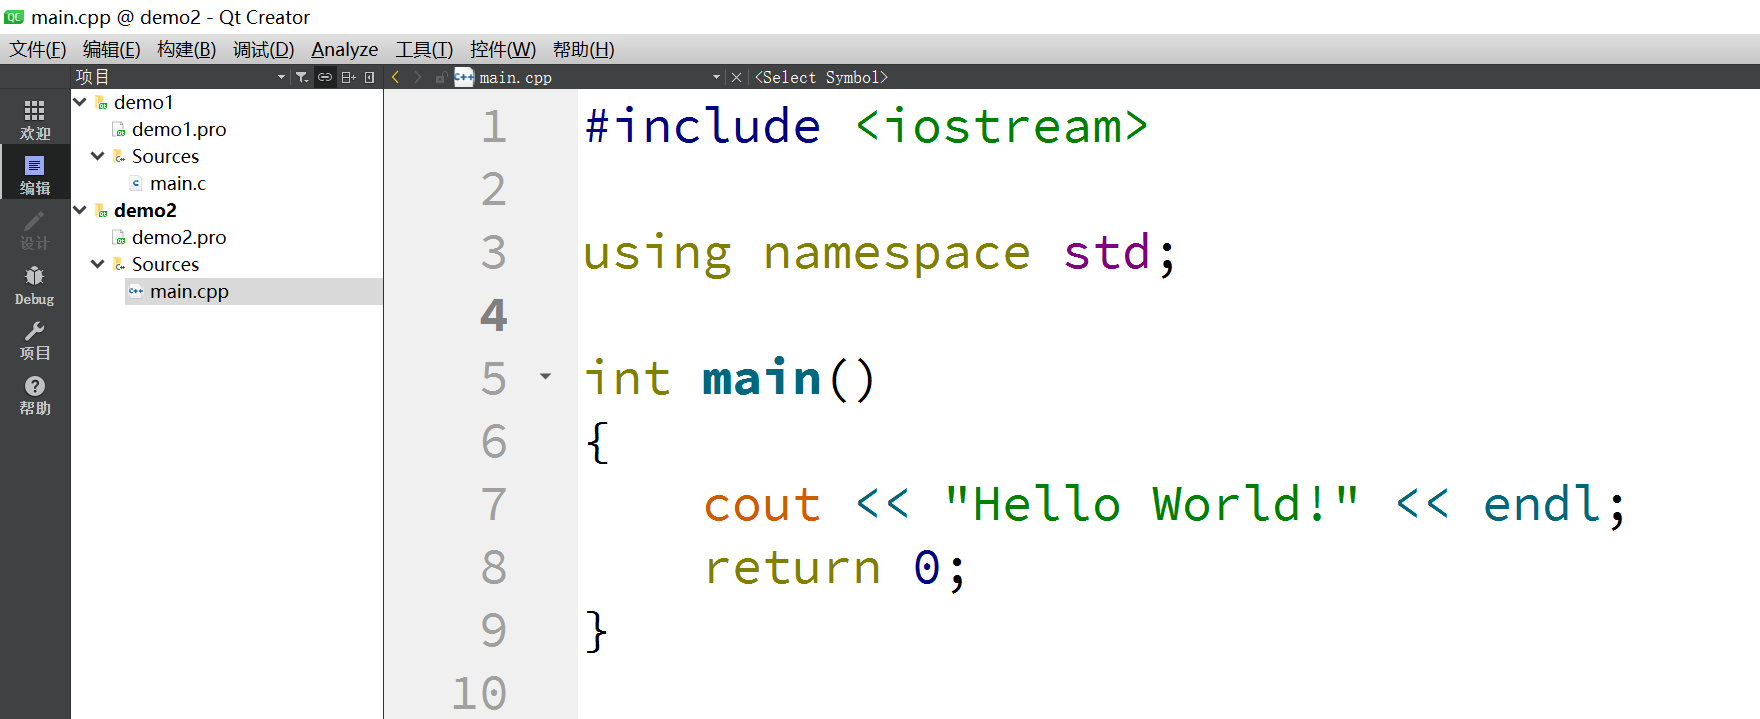 QC main.cpp @ demo2 - Qt Creator
文件(F) 编辑(E) 构建(B) 调试(D) Analyze 工具(T) 控件(W) 帮助(H)
项目 main.cpp <Select Symbol>
欢迎
编辑
设计
Debug
项目
帮助
demo1
demo1.pro
Sources
main.c
demo2
demo2.pro
Sources
main.cpp
1 #include <iostream>
2
3 using namespace std;
4
5 int main()
6 {
7     cout << "Hello World!" << endl;
8     return 0;
9 }
10